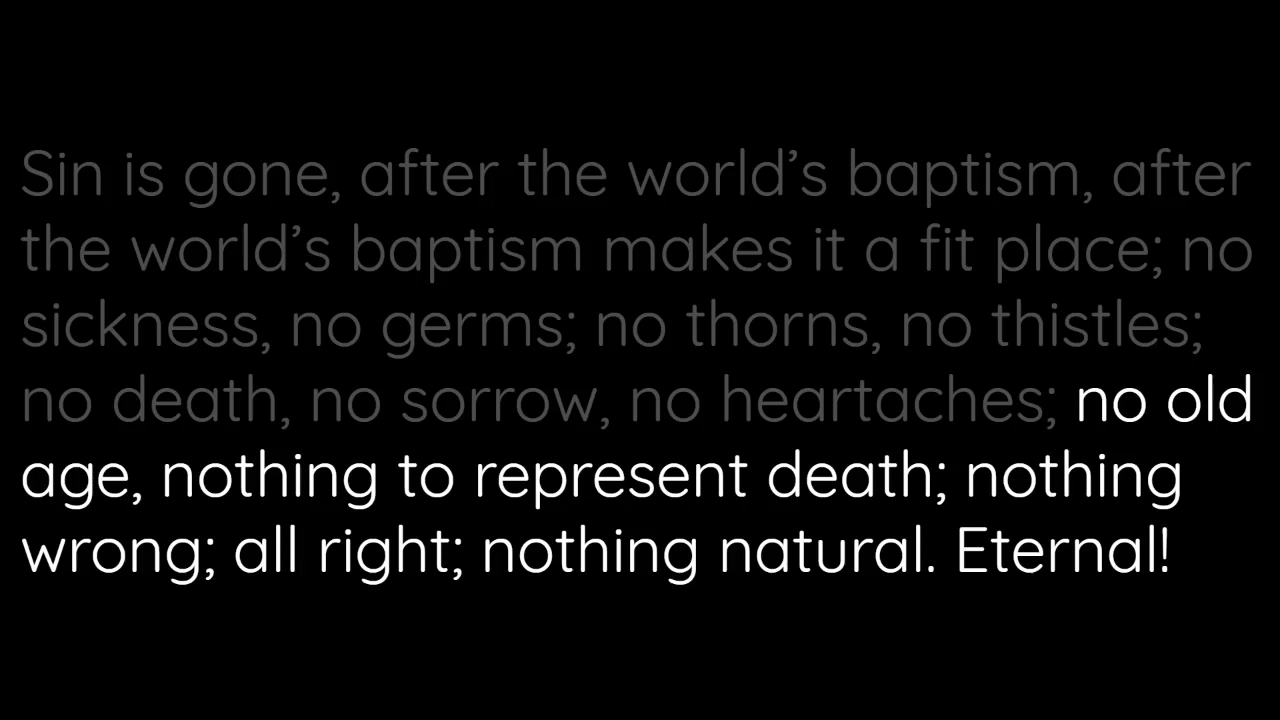 Sin is gone, after the world’s baptism, after
the world’s baptism makes it a fit place; no
sickness, no germs; no thorns, no thistles;
no death, no sorrow, no heartaches; no old
age, nothing to represent death; nothing
wrong; all right; nothing natural. Eternal!